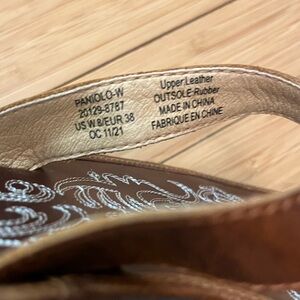 PANIOLO-W
20129-8787
US W 8/EUR 38
OC 11/21
Upper:Leather
OUTSOLE:Rubber
MADE IN CHINA
FABRIQUE EN CHINE